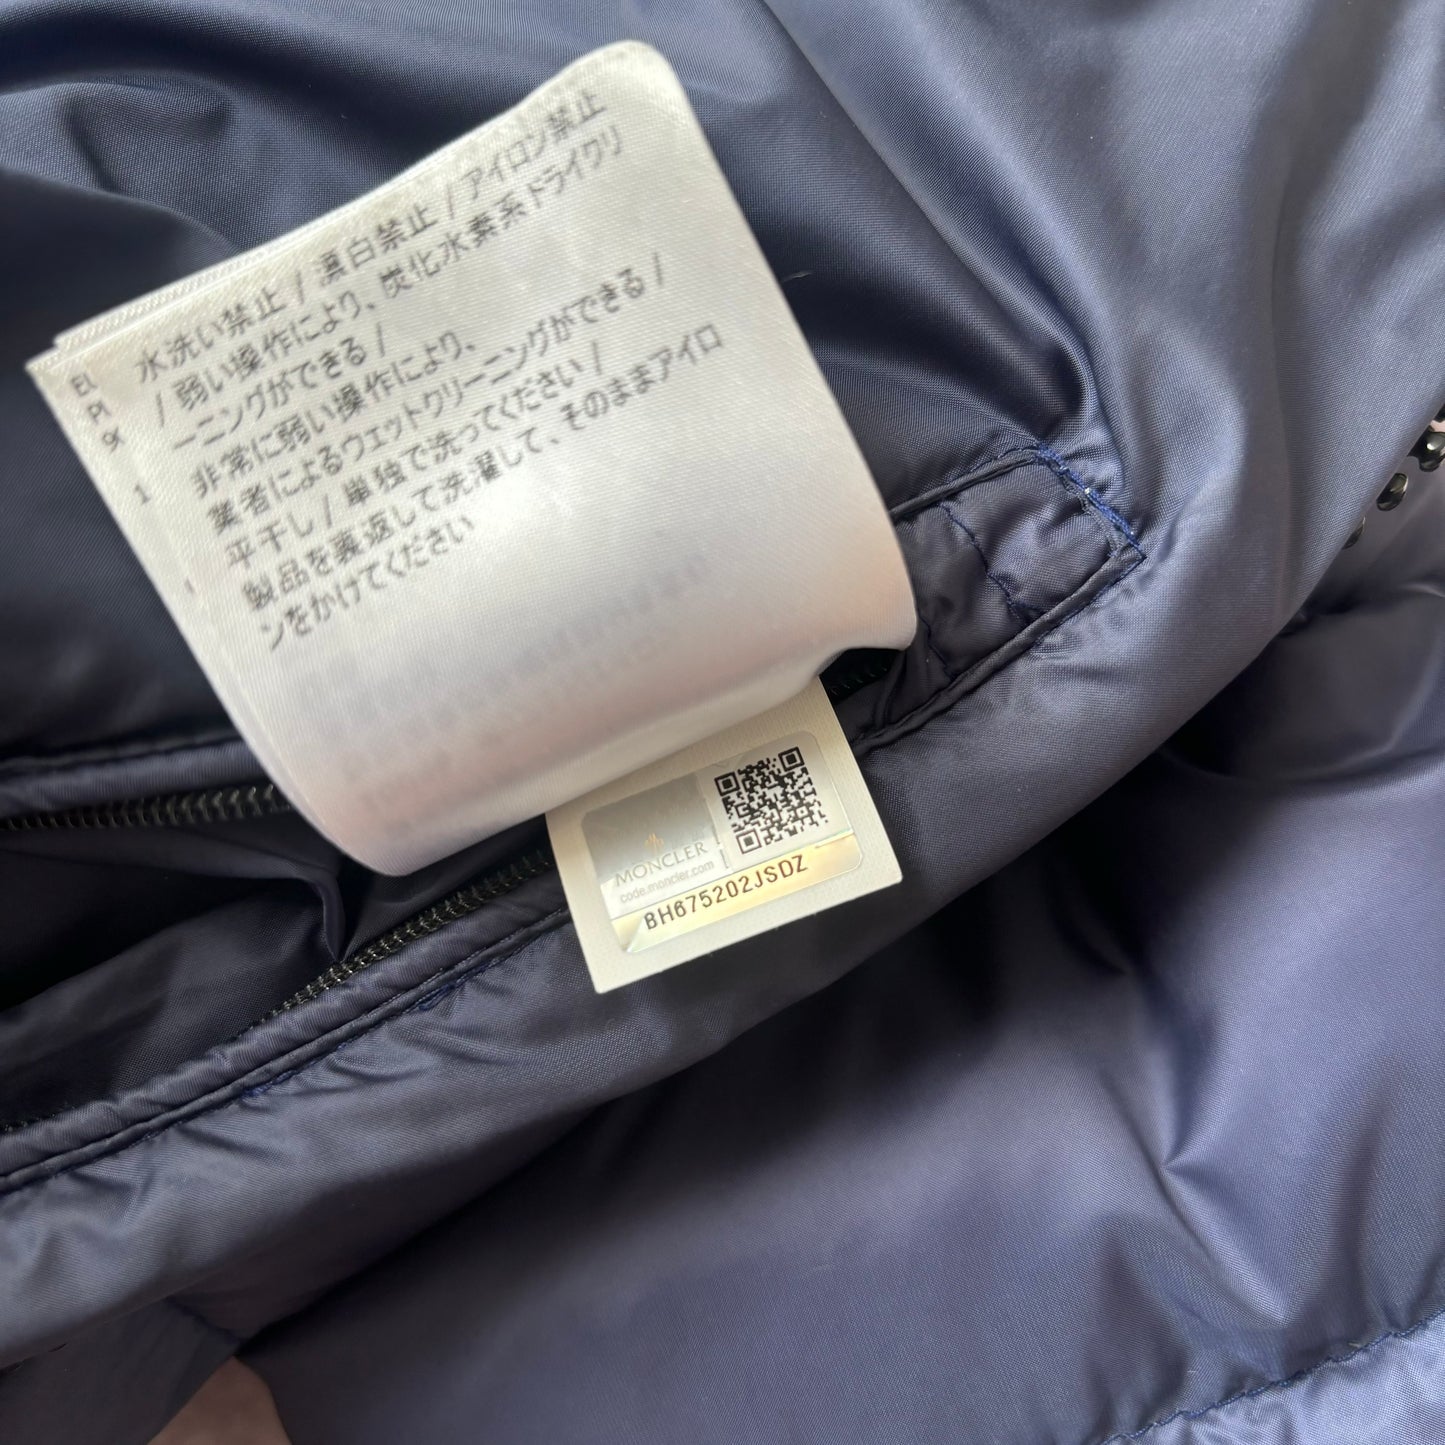 水洗い禁止 / 漂白禁止 / アイロン禁止
/ 弱い操作により、炭化水素系ドライクリ
ーニングができる /
非常に弱い操作により、
業者によるウェットクリーニングができる /
平干し / 単独で洗ってください /
製品を裏返して洗濯して、そのままアイロ
ンをかけてください
EL
PI
1
1
MONCLER
code.moncler.com
BH675202JSDZ